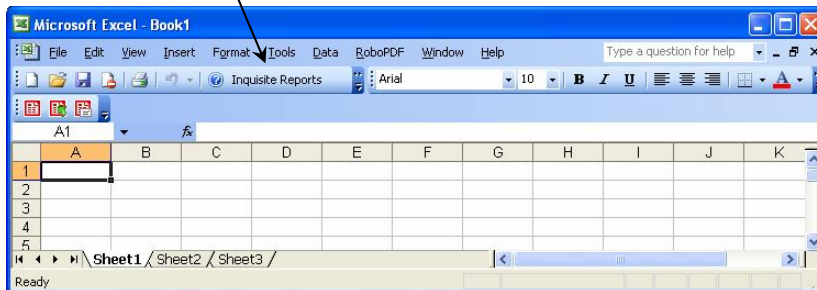 Microsoft Excel - Book1
File Edit View Insert Format Tools Data RoboPDF Window Help Type a question for help
Inquisite Reports Arial 10 B I U A
A1 fx
A B C D E F G H I J K
1
2
3
4
5
Sheet1 Sheet2 Sheet3
Ready